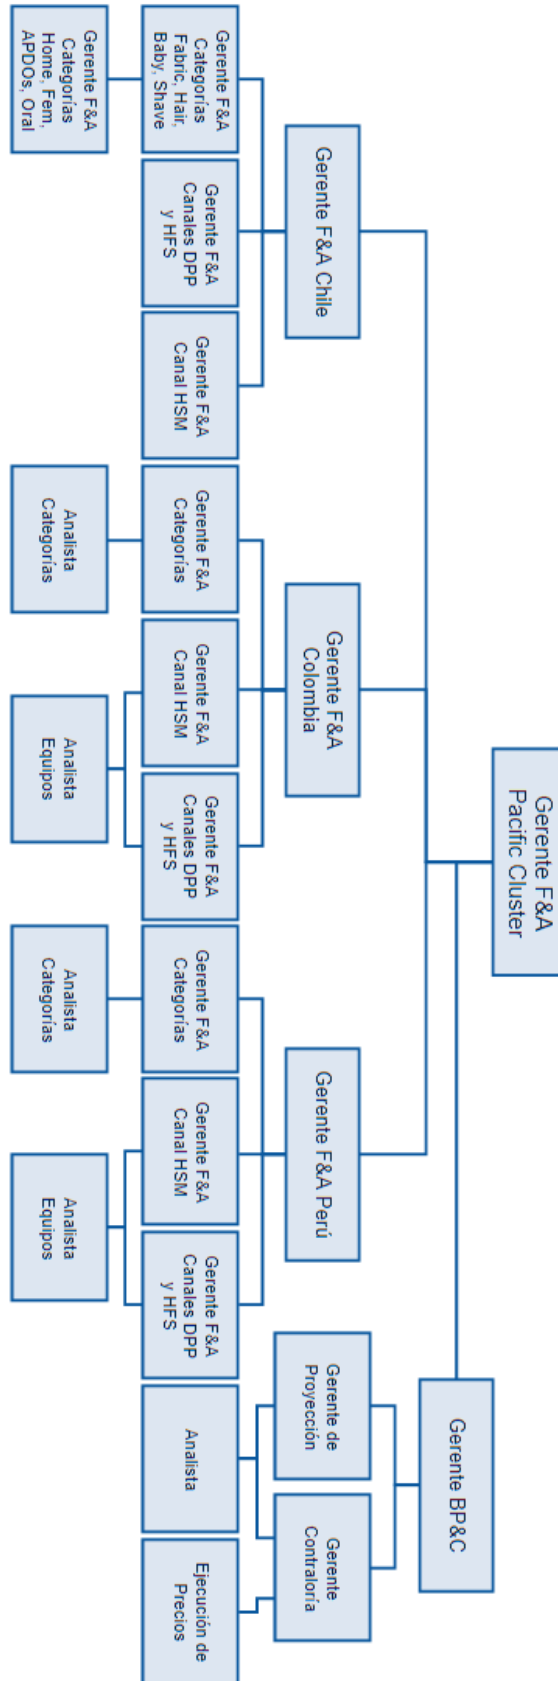 Gerente F&A
Pacific Cluster
Gerente BP&C
Gerente F&A Chile
Gerente F&A
Colombia
Gerente F&A Perú
Gerente de
Proyección
Gerente
Contraloría
Gerente F&A
Categorías
Fabric, Hair,
Baby, Shave
Gerente F&A
Canales DPP
y HFS
Gerente F&A
Canal HSM
Gerente F&A
Categorías
Gerente F&A
Canal HSM
Gerente F&A
Canales DPP
y HFS
Gerente F&A
Categorías
Gerente F&A
Canal HSM
Gerente F&A
Canales DPP
y HFS
Analista
Ejecución de
Precios
Gerente F&A
Categorías
Home, Fem,
APDOs, Oral
Analista
Categorías
Analista
Equipos
Analista
Categorías
Analista
Equipos